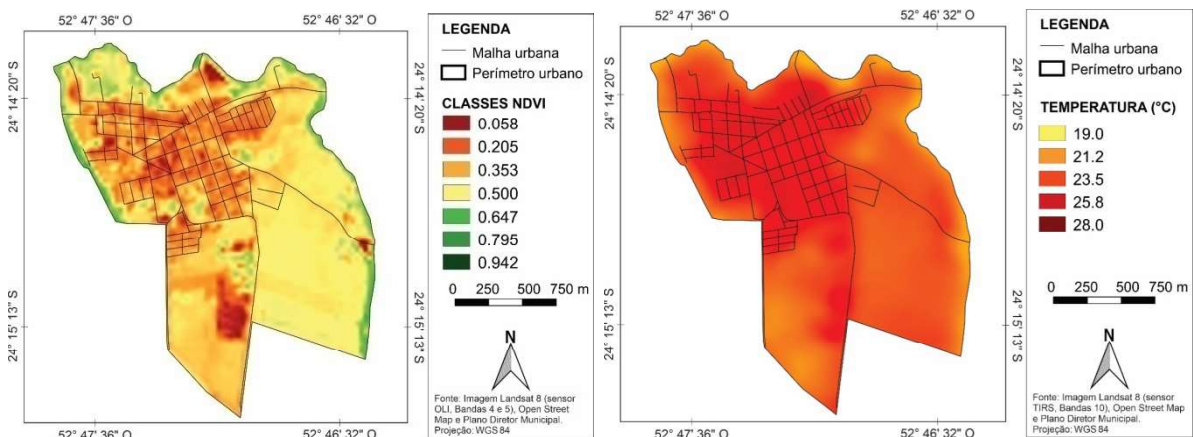 52° 47' 36" O
52° 46' 32" O
24° 14' 20" S
24° 14' 20" S
24° 15' 13" S
24° 15' 13" S
52° 47' 36" O
52° 46' 32" O
LEGENDA
Malha urbana
Perímetro urbano
CLASSES NDVI
0.058
0.205
0.353
0.500
0.647
0.795
0.942
0 250 500 750 m
N
Fonte: Imagem Landsat 8 (sensor
OLI, Bandas 4 e 5), Open Street
Map e Plano Diretor Municipal.
Projeção: WGS 84
52° 47' 36" O
52° 46' 32" O
24° 14' 20" S
24° 14' 20" S
24° 15' 13" S
24° 15' 13" S
52° 47' 36" O
52° 46' 32" O
LEGENDA
Malha urbana
Perímetro urbano
TEMPERATURA (°C)
19.0
21.2
23.5
25.8
28.0
0 250 500 750 m
N
Fonte: Imagem Landsat 8 (sensor
TIRS, Bandas 10), Open Street Map
e Plano Diretor Municipal.
Projeção: WGS 84